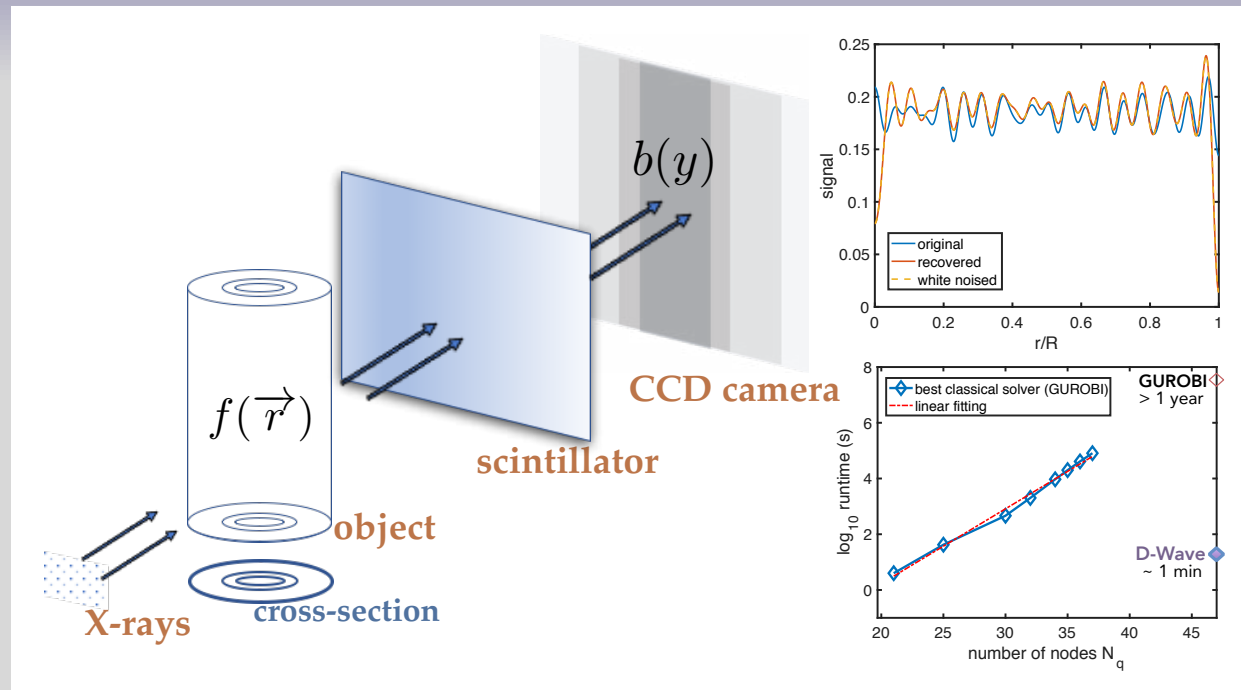 b(y)
CCD camera
scintillator
f(\overrightarrow{r})
object
X-rays
cross-section
0.25
0.2
0.15
0.1
0.05
0
signal
original
recovered
white noised
0 0.2 0.4 0.6 0.8 1
r/R
8
6
4
2
0
log₁₀ runtime (s)
best classical solver (GUROBI)
linear fitting
GUROBI
> 1 year
D-Wave
~ 1 min
20 25 30 35 40 45
number of nodes N_q